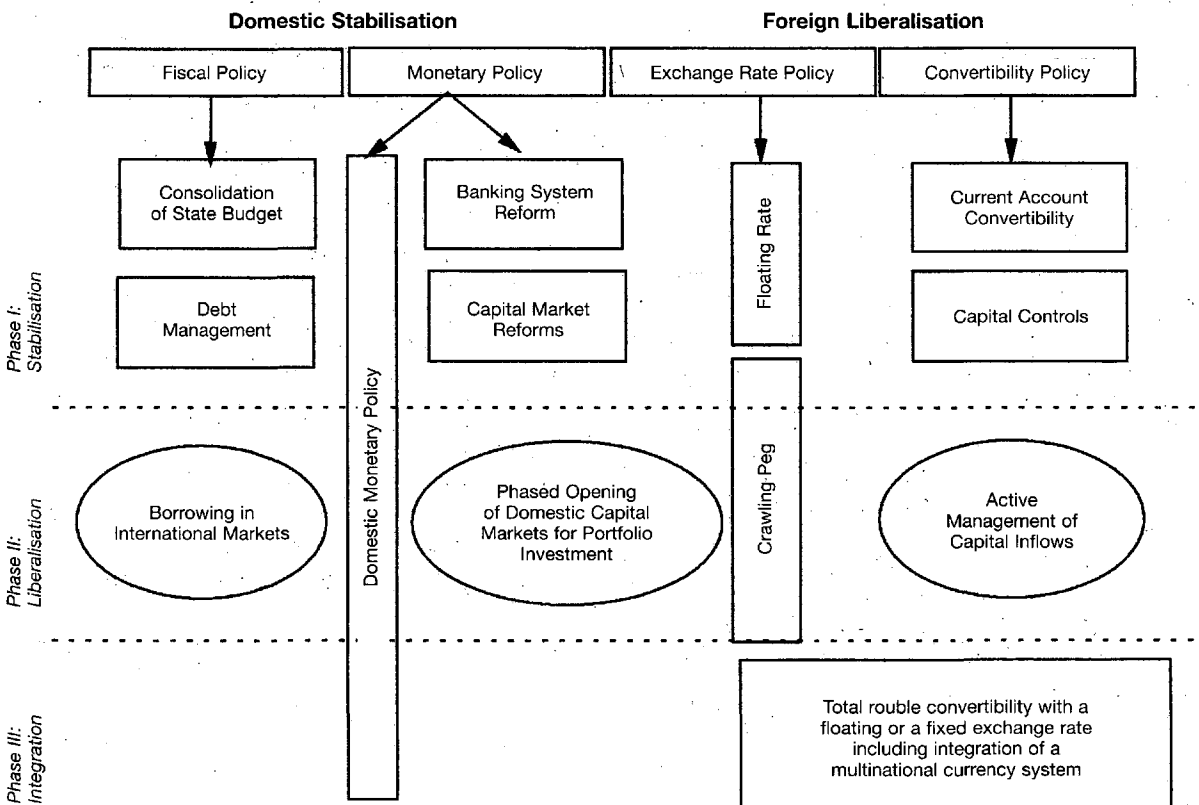 Domestic Stabilisation
Foreign Liberalisation
Fiscal Policy
Monetary Policy
Exchange Rate Policy
Convertibility Policy
Phase I:
Stabilisation
Consolidation
of State Budget
Debt
Management
Domestic Monetary Policy
Banking System
Reform
Capital Market
Reforms
Floating Rate
Current Account
Convertibility
Capital Controls
Phase II:
Liberalisation
Borrowing in
International Markets
Phased Opening
of Domestic Capital
Markets for Portfolio
Investment
Crawling-Peg
Active
Management of
Capital Inflows
Phase III:
Integration
Total rouble convertibility with a
floating or a fixed exchange rate
including integration of a
multinational currency system